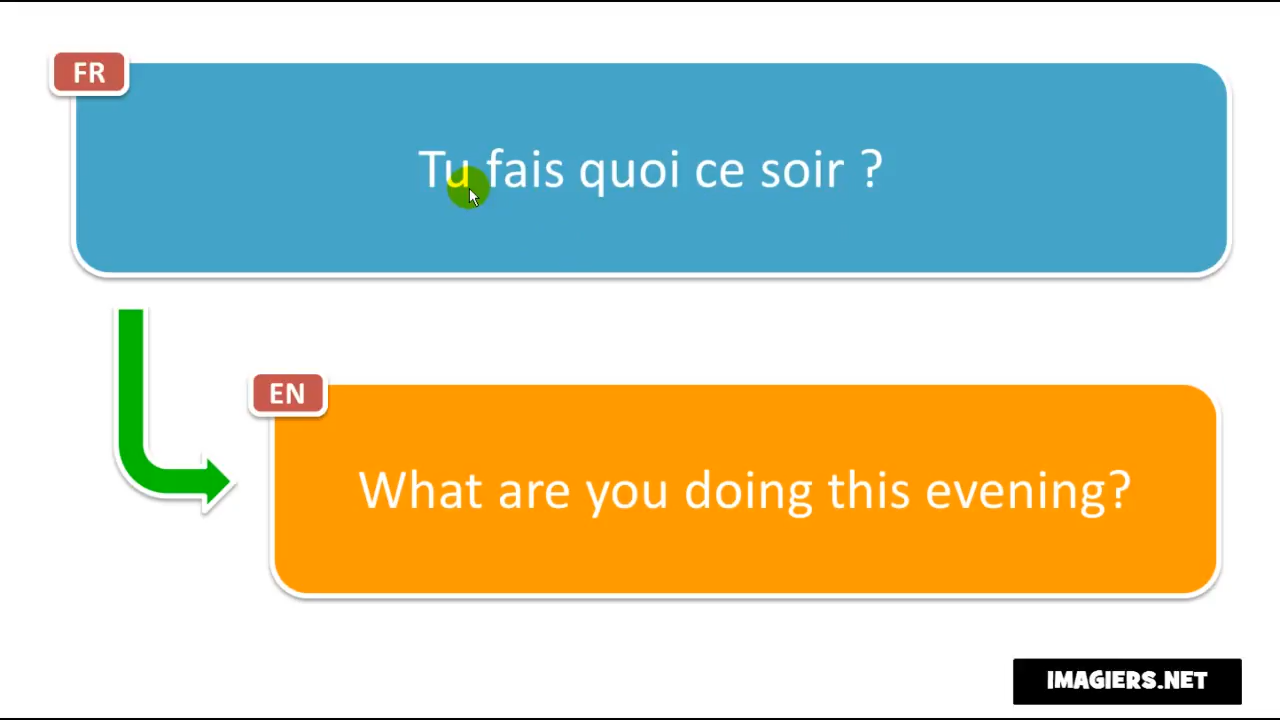 FR
Tu fais quoi ce soir ?
EN
What are you doing this evening?
IMAGIERS.NET